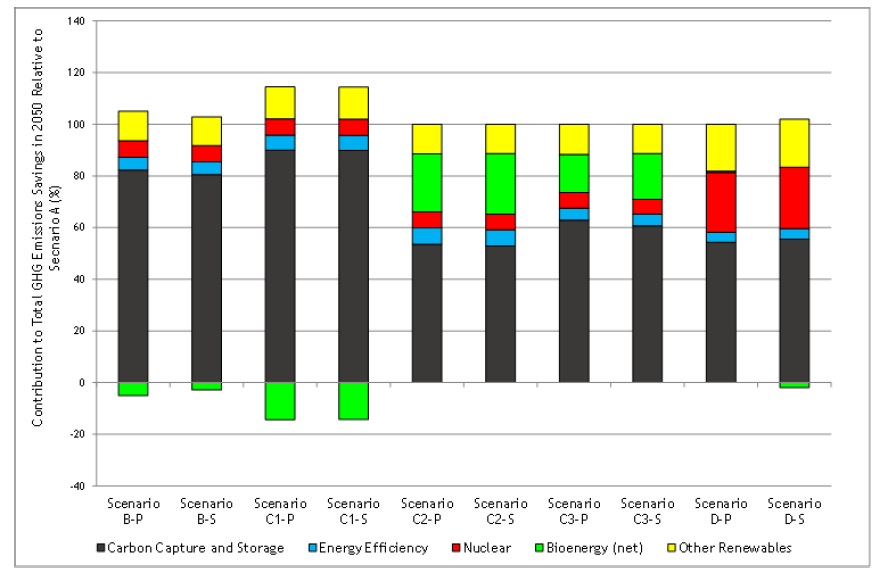 Contribution to Total GHG Emissions Savings in 2050 Relative to
Secnario A (%)
140
120
100
80
60
40
20
0
-20
-40
Scenario B-P
Scenario B-S
Scenario C1-P
Scenario C1-S
Scenario C2-P
Scenario C2-S
Scenario C3-P
Scenario C3-S
Scenario D-P
Scenario D-S
Carbon Capture and Storage
Energy Efficiency
Nuclear
Bioenergy (net)
Other Renewables